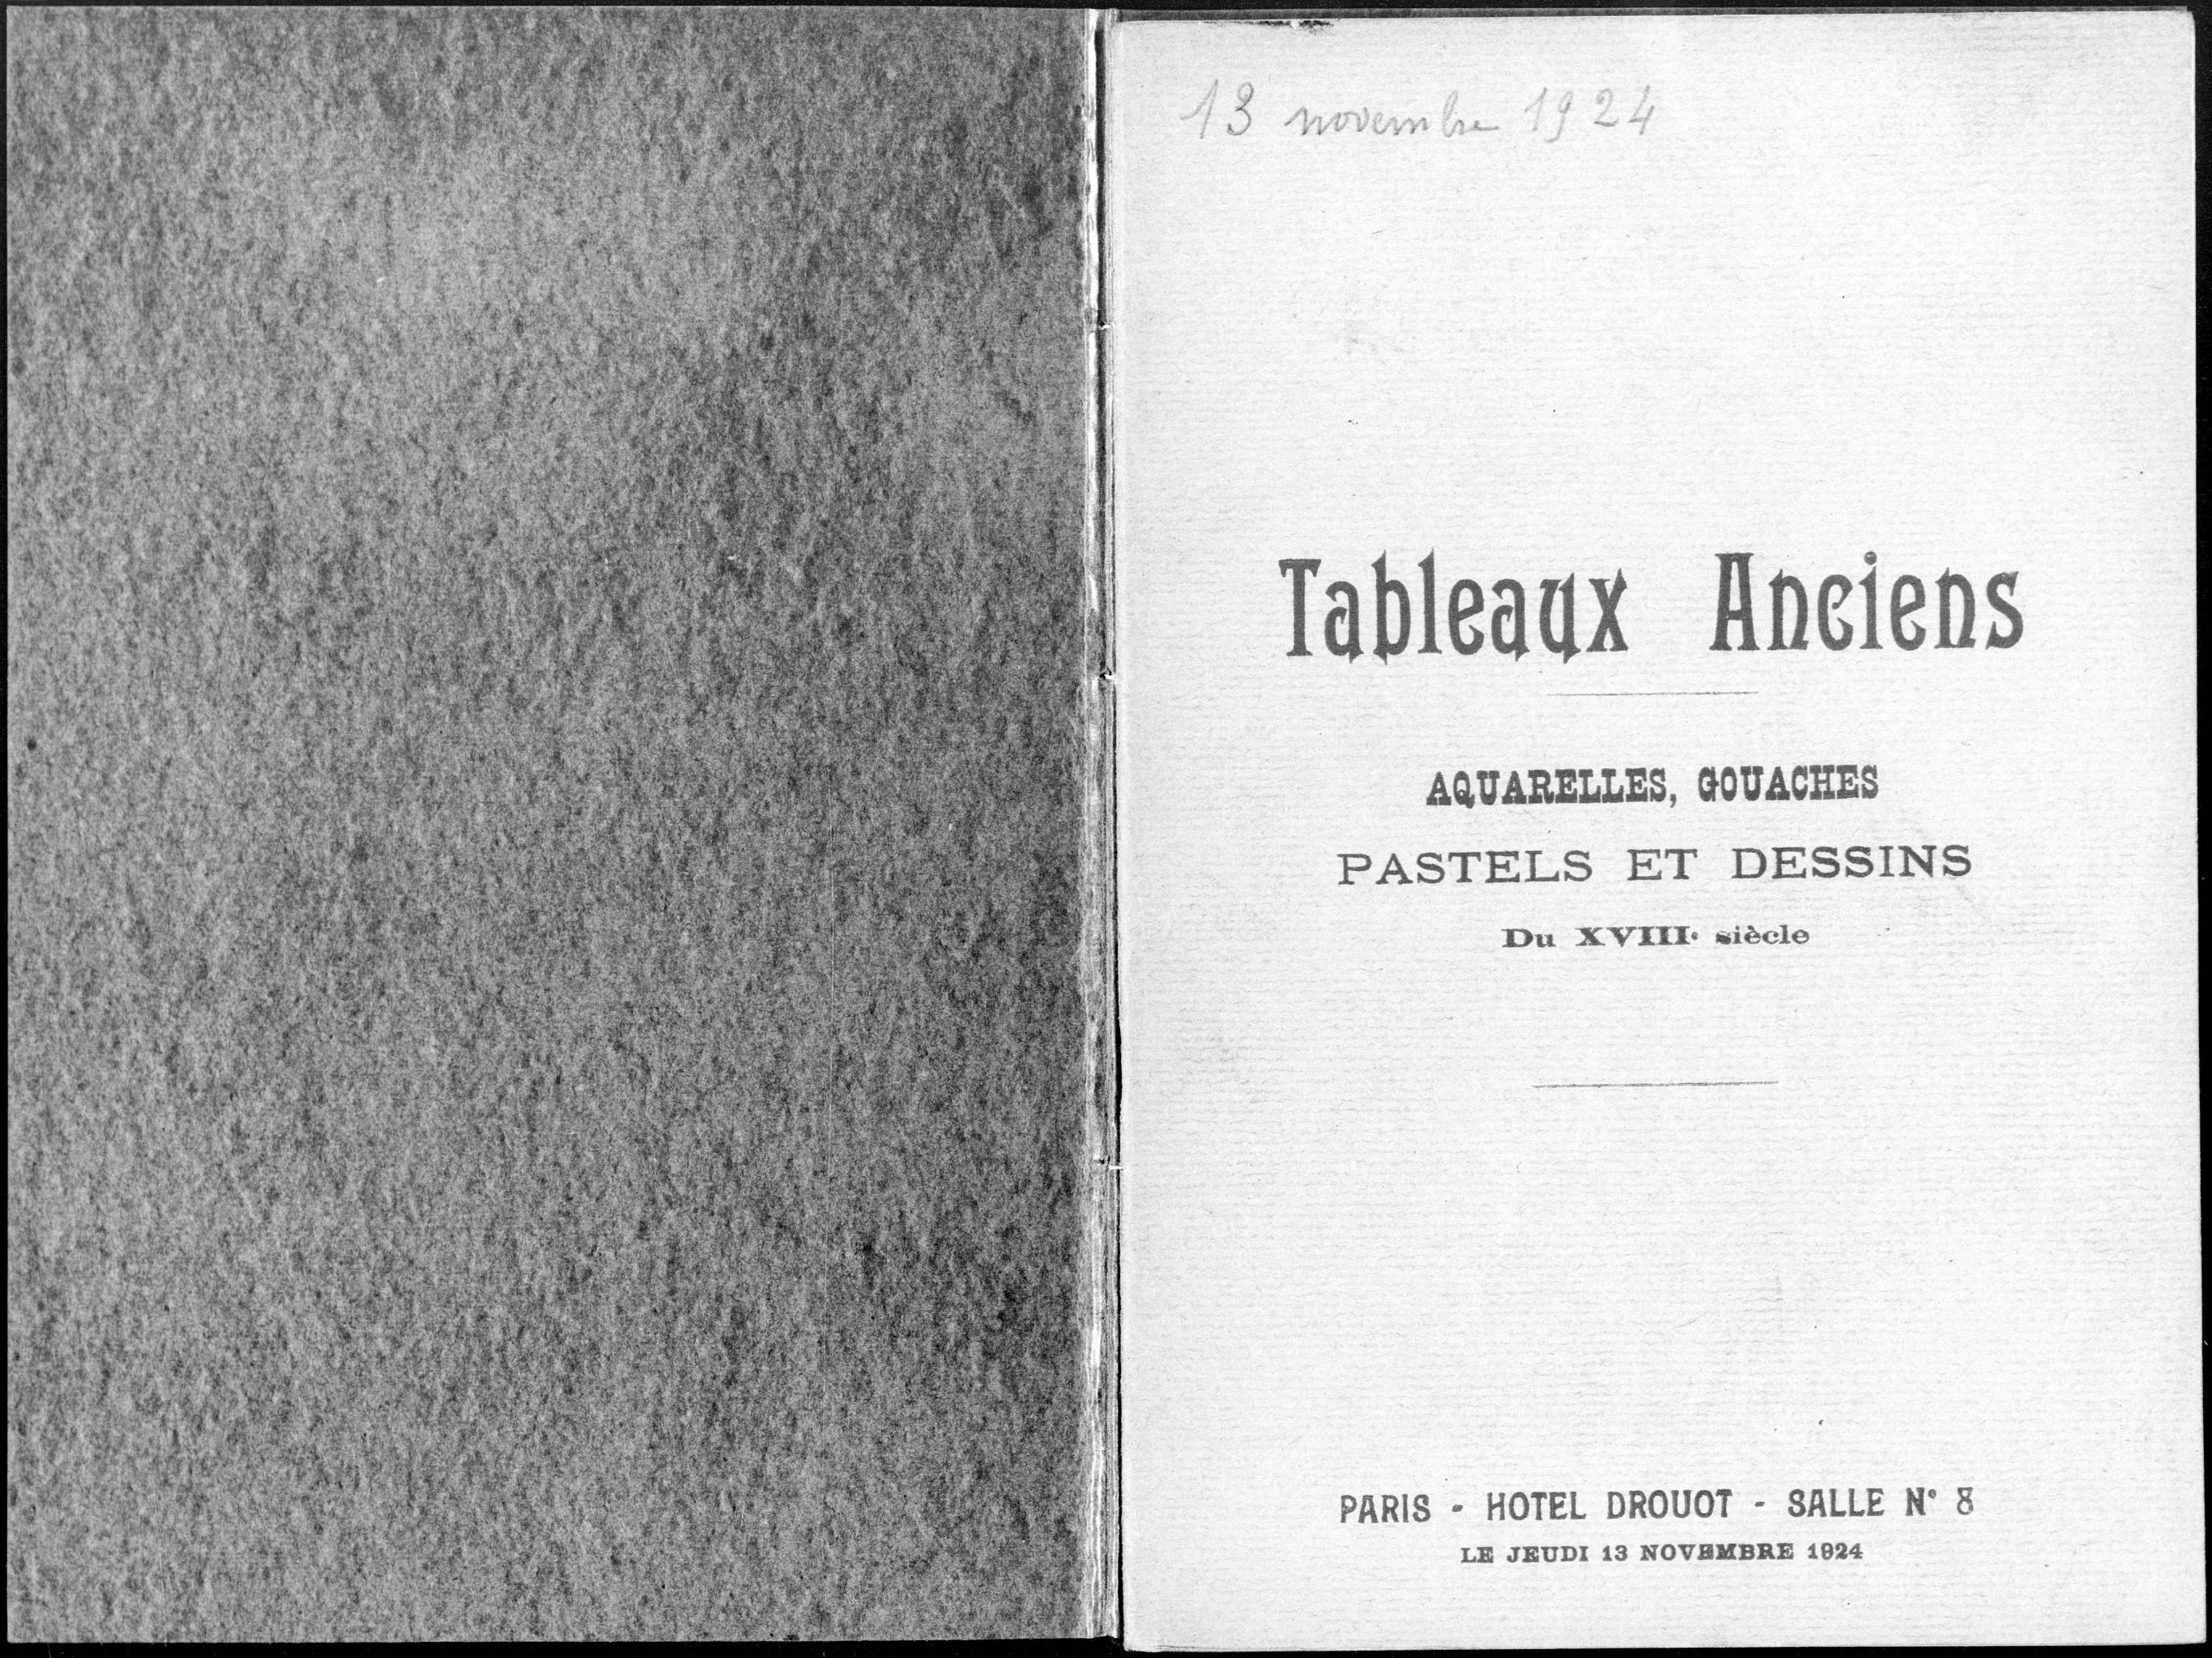 13 novembre 1924
Tableaux Anciens
AQUARELLES, GOUACHES
PASTELS ET DESSINS
Du XVIIIe siècle
PARIS - HOTEL DROUOT - SALLE N° 8
LE JEUDI 13 NOVEMBRE 1924